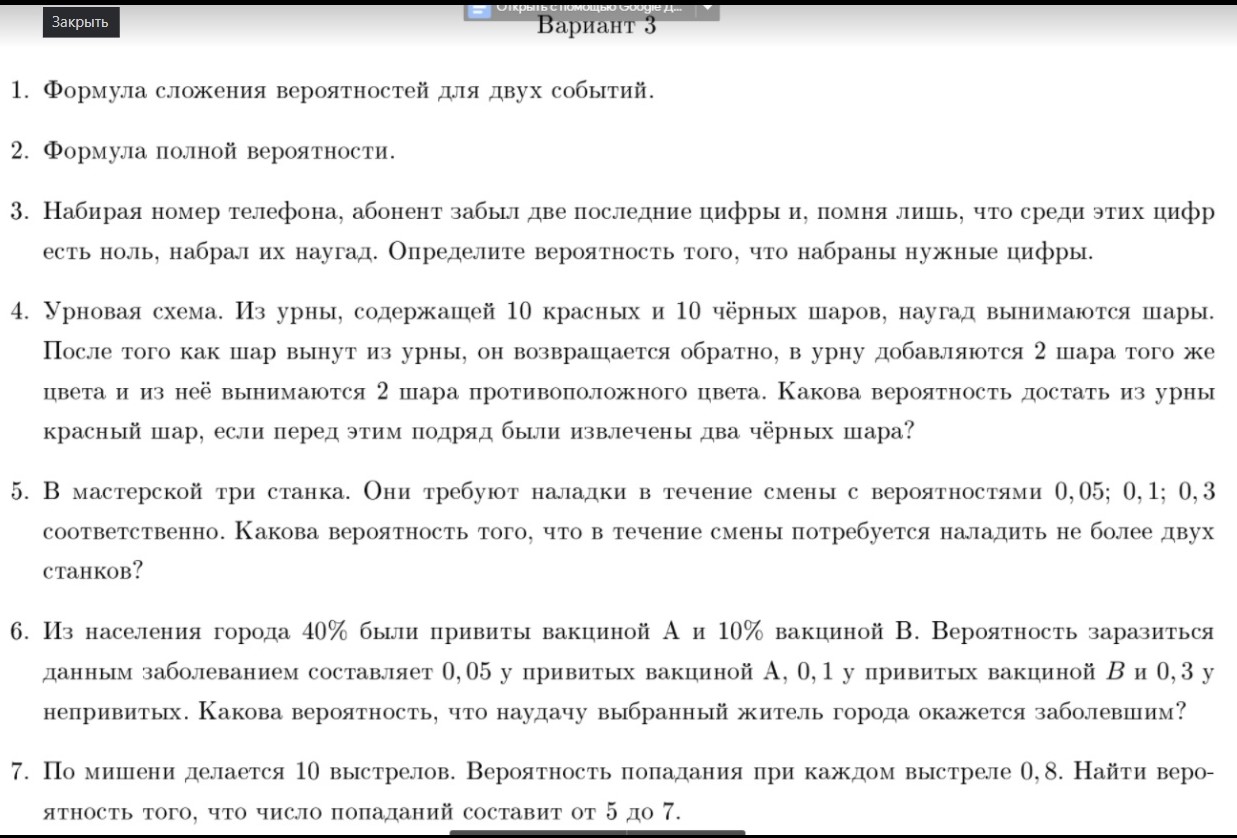 Закрыть
Открыть с помощью Google Д...
Вариант 3
1. Формула сложения вероятностей для двух событий.
2. Формула полной вероятности.
3. Набирая номер телефона, абонент забыл две последние цифры и, помня лишь, что среди этих цифр
есть ноль, набрал их наугад. Определите вероятность того, что набраны нужные цифры.
4. Урновая схема. Из урны, содержащей 10 красных и 10 чёрных шаров, наугад вынимаются шары.
После того как шар вынут из урны, он возвращается обратно, в урну добавляются 2 шара того же
цвета и из неё вынимаются 2 шара противоположного цвета. Какова вероятность достать из урны
красный шар, если перед этим подряд были извлечены два чёрных шара?
5. В мастерской три станка. Они требуют наладки в течение смены с вероятностями 0,05; 0,1; 0,3
соответственно. Какова вероятность того, что в течение смены потребуется наладить не более двух
станков?
6. Из населения города 40% были привиты вакциной А и 10% вакциной В. Вероятность заразиться
данным заболеванием составляет 0,05 у привитых вакциной А, 0,1 у привитых вакциной B и 0,3 у
непривитых. Какова вероятность, что наудачу выбранный житель города окажется заболевшим?
7. По мишени делается 10 выстрелов. Вероятность попадания при каждом выстреле 0,8. Найти веро-
ятность того, что число попаданий составит от 5 до 7.